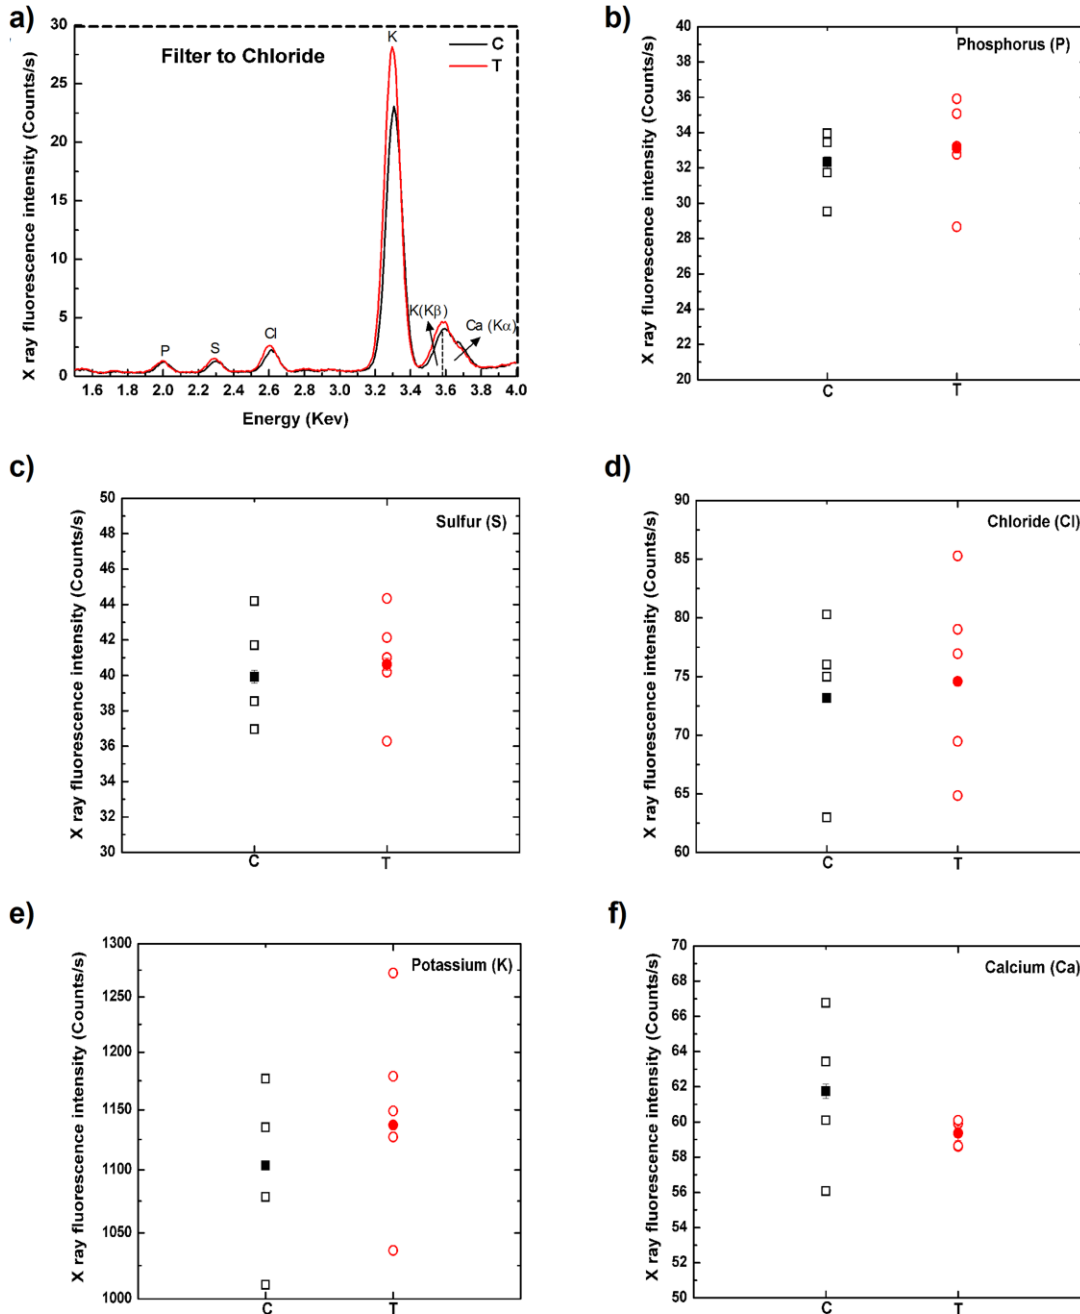 a)
Filter to Chloride
C
T
K
P
S
Cl
K(Kβ)
Ca (Kα)
30
25
20
15
10
5
0
1.6 1.8 2.0 2.2 2.4 2.6 2.8 3.0 3.2 3.4 3.6 3.8 4.0
Energy (Kev)
X ray fluorescence intensity (Counts/s)
b)
Phosphorus (P)
40
38
36
34
32
30
28
26
24
22
20
C T
X ray fluorescence intensity (Counts/s)
c)
Sulfur (S)
50
48
46
44
42
40
38
36
34
32
30
C T
X ray fluorescence intensity (Counts/s)
d)
Chloride (Cl)
90
85
80
75
70
65
60
C T
X ray fluorescence intensity (Counts/s)
e)
Potassium (K)
1300
1250
1200
1150
1100
1050
1000
C T
X ray fluorescence intensity (Counts/s)
f)
Calcium (Ca)
70
68
66
64
62
60
58
56
54
52
50
C T
X ray fluorescence intensity (Counts/s)